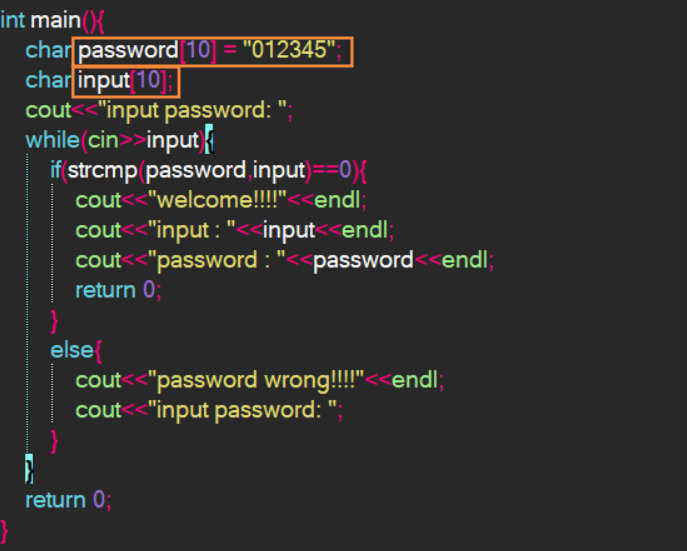 int main(){
char password[10] = "012345";
char input[10];
cout<<"input password: ";
while(cin>>input){
if(strcmp(password,input)==0){
cout<<"welcome!!!!"<<endl;
cout<<"input : "<<input<<endl;
cout<<"password : "<<password<<endl;
return 0;
}
else{
cout<<"password wrong!!!!"<<endl;
cout<<"input password: ";
}
}
return 0;
}